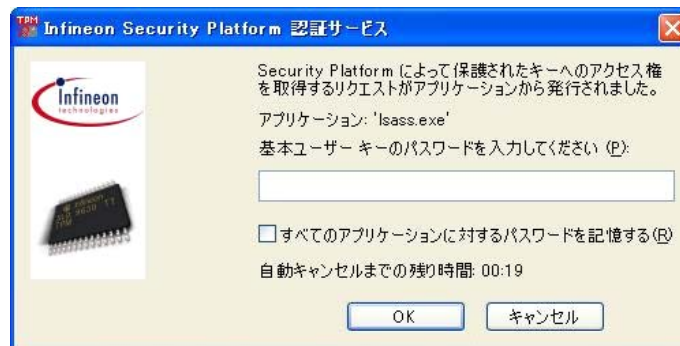 TPM
Infineon Security Platform 認証サービス
Infineon
technologies
Security Platform によって保護されたキーへのアクセス権
を取得するリクエストがアプリケーションから発行されました。
アプリケーション: 'lsass.exe'
基本ユーザー キーのパスワードを入力してください (P):
すべてのアプリケーションに対するパスワードを記憶する(R)
自動キャンセルまでの残り時間: 00:19
OK
キャンセル